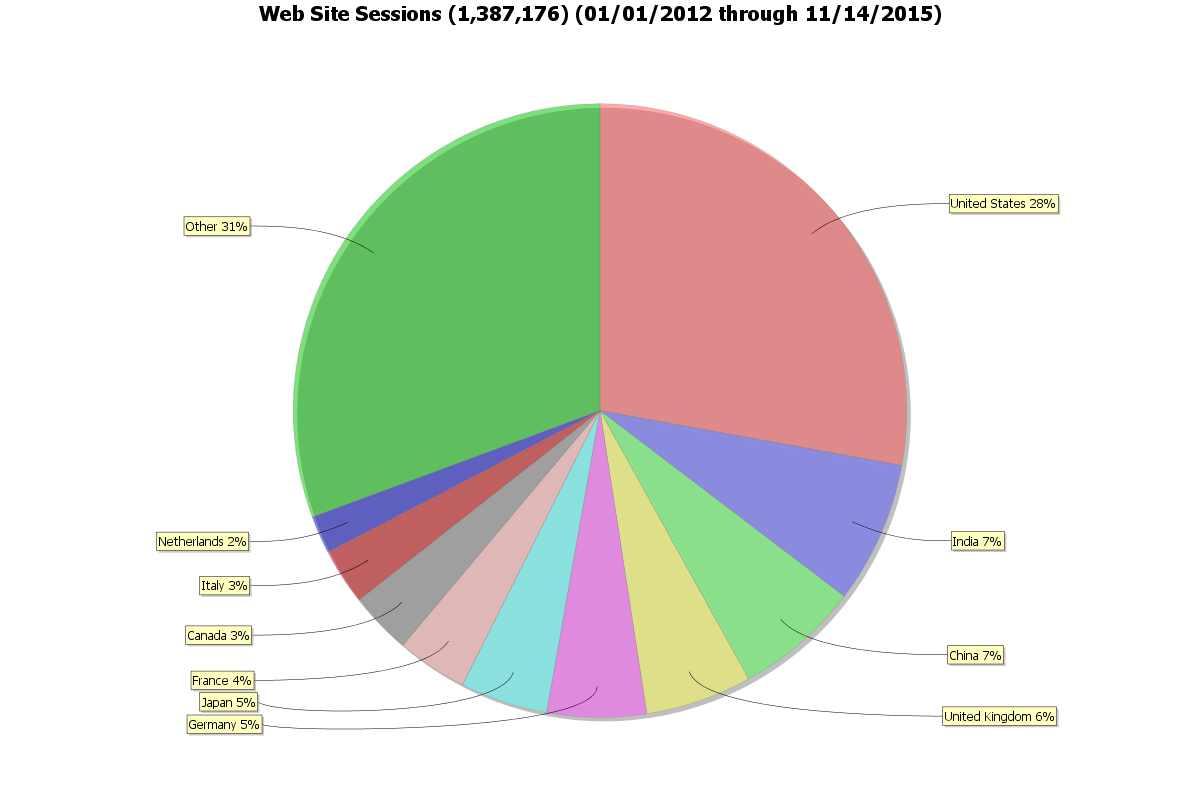 Web Site Sessions (1,387,176) (01/01/2012 through 11/14/2015)
United States 28%
Other 31%
India 7%
Netherlands 2%
Italy 3%
Canada 3%
China 7%
France 4%
Japan 5%
United Kingdom 6%
Germany 5%